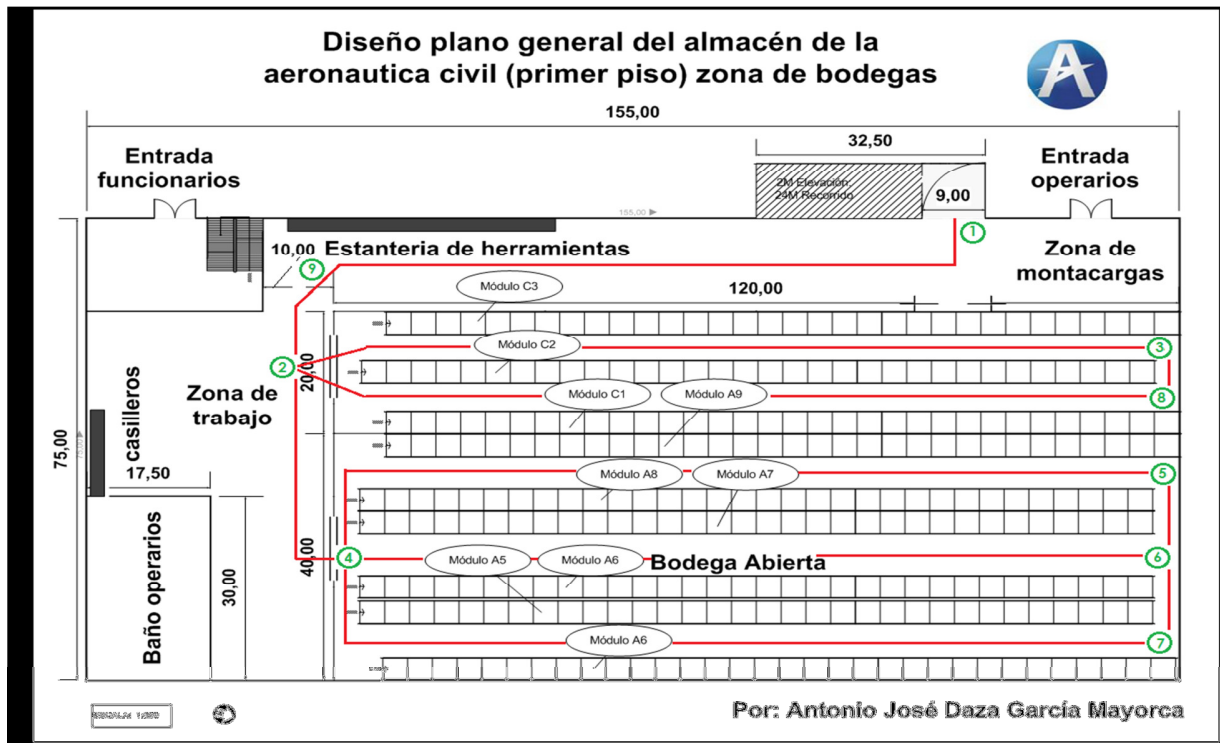 Diseño plano general del almacén de la
aeronautica civil (primer piso) zona de bodegas
155,00
32,50
Entrada
funcionarios
Entrada
operarios
2M Elevación:
24M Recorrido
9,00
155,00
1
10,00
Estanteria de herramientas
9
Zona de
montacargas
Módulo C3
120,00
Módulo C2
3
2
20,00
Zona de
trabajo
Módulo C1
Módulo A9
8
casilleros
75,00
75,00
17,50
Módulo A8
Módulo A7
5
40,00
4
Módulo A5
Módulo A6
Bodega Abierta
6
Baño operarios
30,00
Módulo A6
7
Por: Antonio José Daza García Mayorca